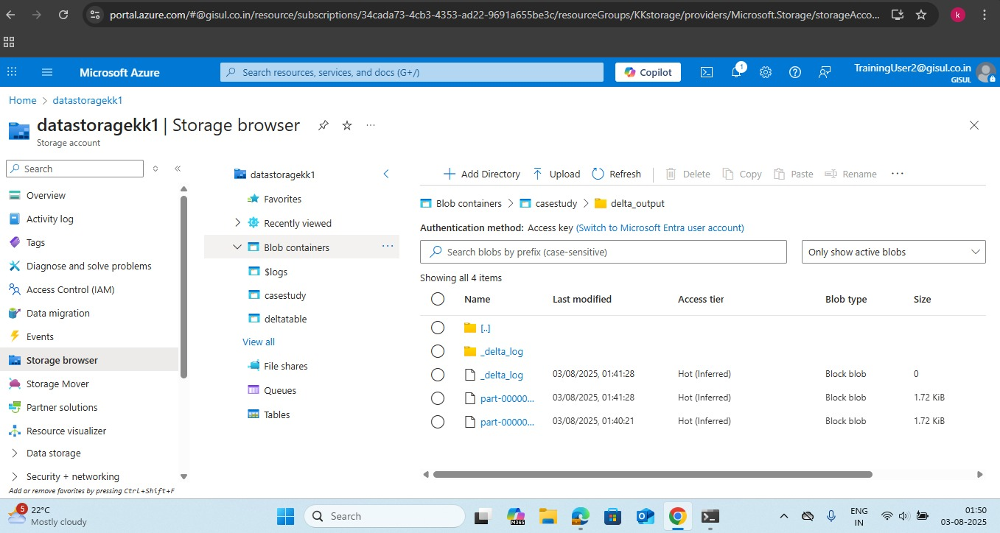 portal.azure.com/#@gisul.co.in/resource/subscriptions/34cada73-4cb3-4353-ad22-9691a655be3c/resourceGroups/KKstorage/providers/Microsoft.Storage/storageAcco...
k
Microsoft Azure
Search resources, services, and docs (G+/)
Copilot
1
TrainingUser2@gisul.co.in
GISUL
Home > datastoragekk1
datastoragekk1 | Storage browser
...
Storage account
Search
Overview
Activity log
Tags
Diagnose and solve problems
Access Control (IAM)
Data migration
Events
Storage browser
Storage Mover
Partner solutions
Resource visualizer
Data storage
Security + networking
Add or remove favorites by pressing Ctrl+Shift+F
datastoragekk1
Favorites
Recently viewed
Blob containers
...
$logs
casestudy
deltatable
View all
File shares
Queues
Tables
Add Directory Upload Refresh Delete Copy Paste Rename ...
Blob containers > casestudy > delta_output
Authentication method: Access key (Switch to Microsoft Entra user account)
Search blobs by prefix (case-sensitive)
Only show active blobs
Showing all 4 items
Name Last modified Access tier Blob type Size
[..]
_delta_log
_delta_log 03/08/2025, 01:41:28 Hot (Inferred) Block blob 0
part-00000... 03/08/2025, 01:41:28 Hot (Inferred) Block blob 1.72 KiB
part-00000... 03/08/2025, 01:40:21 Hot (Inferred) Block blob 1.72 KiB
5
22°C
Mostly cloudy
Search
M365
ENG
IN
01:50
03-08-2025